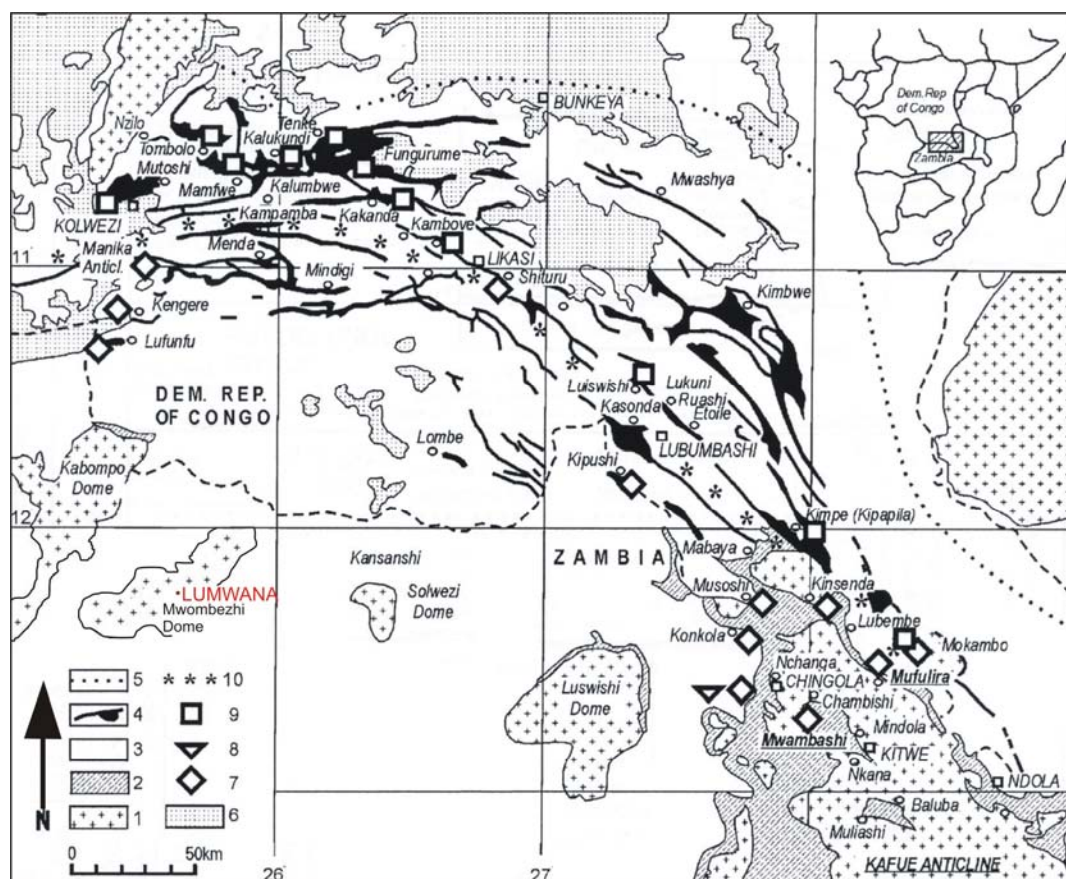 BUNKEYA
Dem. Rep
of Congo
Zambia
Nzilo
Tenke
Kalukundi
Tombolo
Mutoshi
Fungurume
Mamfwe
Kalumbwe
Mwashya
Kampamba
Kakanda
KOLWEZI
Kambove
Manika
Anticl.
Menda
LIKASI
11
Mindigi
Shituru
Kengere
Kimbwe
Lufunfu
Luiswishi
Lukuni
Ruashi
Etoile
Kasonda
DEM. REP.
OF CONGO
LUBUMBASHI
Lombe
Kipushi
Kabompo
Dome
12
Kimpe (Kipapila)
ZAMBIA
Mabaya
Kansanshi
Solwezi
Dome
Musoshi
Kinsenda
LUMWANA
Mwombezhi
Dome
Konkola
Lubembe
Mokambo
Mufulira
Nchanga
CHINGOLA
Chambishi
Luswishi
Dome
Mwambashi
Mindola
KITWE
Nkana
NDOLA
Baluba
Muliashi
KAFUE ANTICLINE
5
10
4
9
3
8
2
7
1
6
N
0
50km
26
27